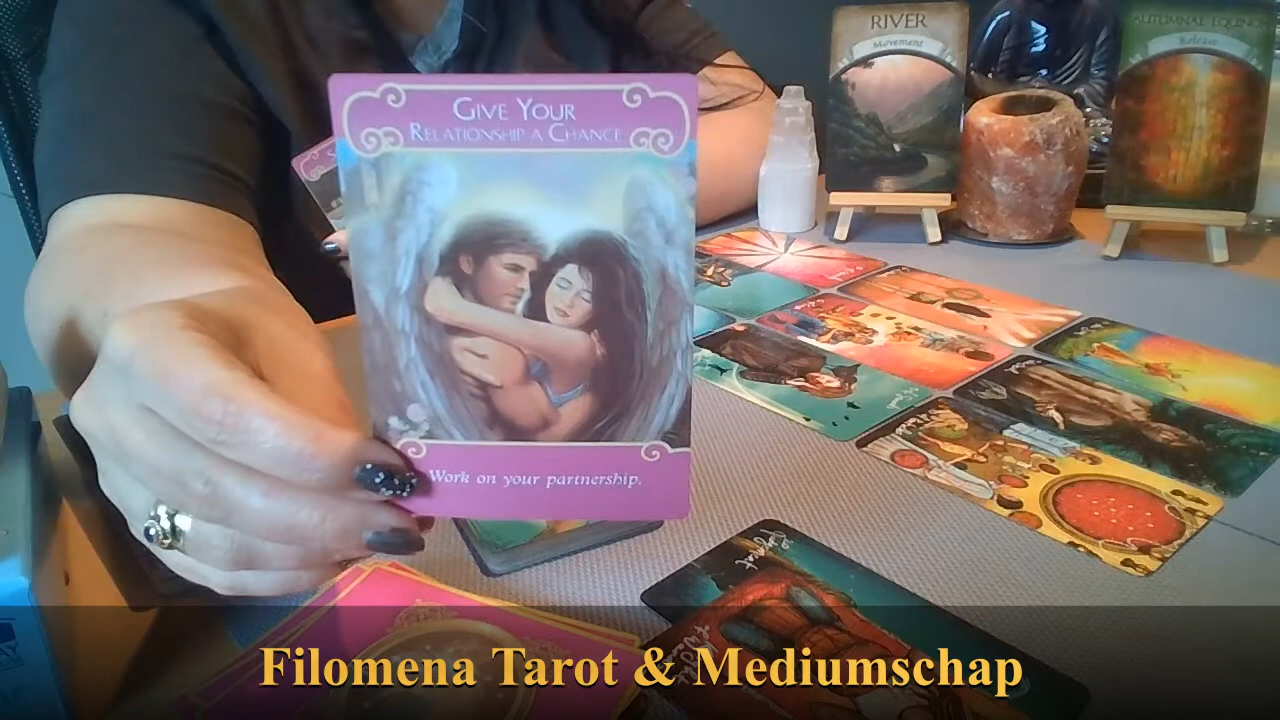 RIVER
Movement
AUTUMNAL EQUINOX
Release
GIVE YOUR
RELATIONSHIP A CHANCE
Work on your partnership.
Filomena Tarot & Mediumschap